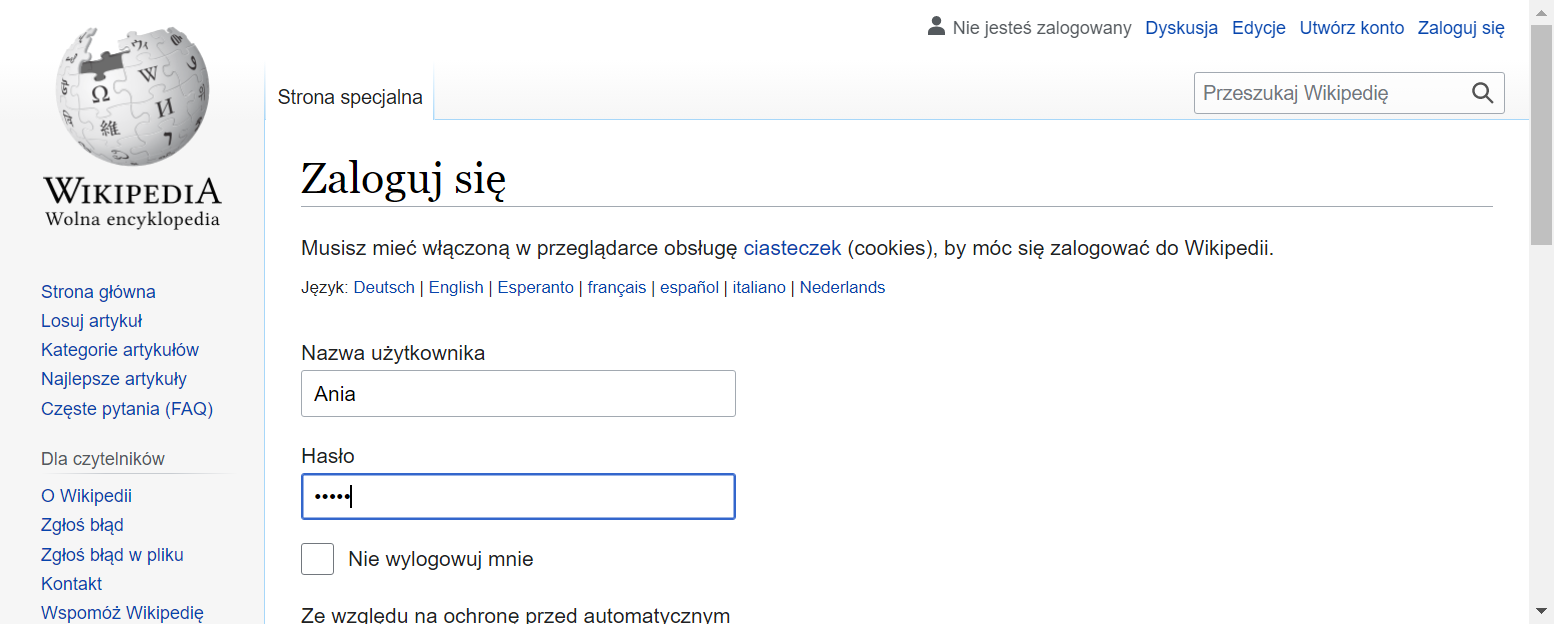 Nie jesteś zalogowany Dyskusja Edycje Utwórz konto Zaloguj się
Strona specjalna
Przeszukaj Wikipedię
WIKIPEDIA
Wolna encyklopedia
Zaloguj się
Musisz mieć włączoną w przeglądarce obsługę ciasteczek (cookies), by móc się zalogować do Wikipedii.
Język: Deutsch | English | Esperanto | français | español | italiano | Nederlands
Nazwa użytkownika
Ania
Hasło
•••••
Nie wylogowuj mnie
Ze względu na ochronę przed automatycznym
Strona główna
Losuj artykuł
Kategorie artykułów
Najlepsze artykuły
Częste pytania (FAQ)
Dla czytelników
O Wikipedii
Zgłoś błąd
Zgłoś błąd w pliku
Kontakt
Wspomóż Wikipedię